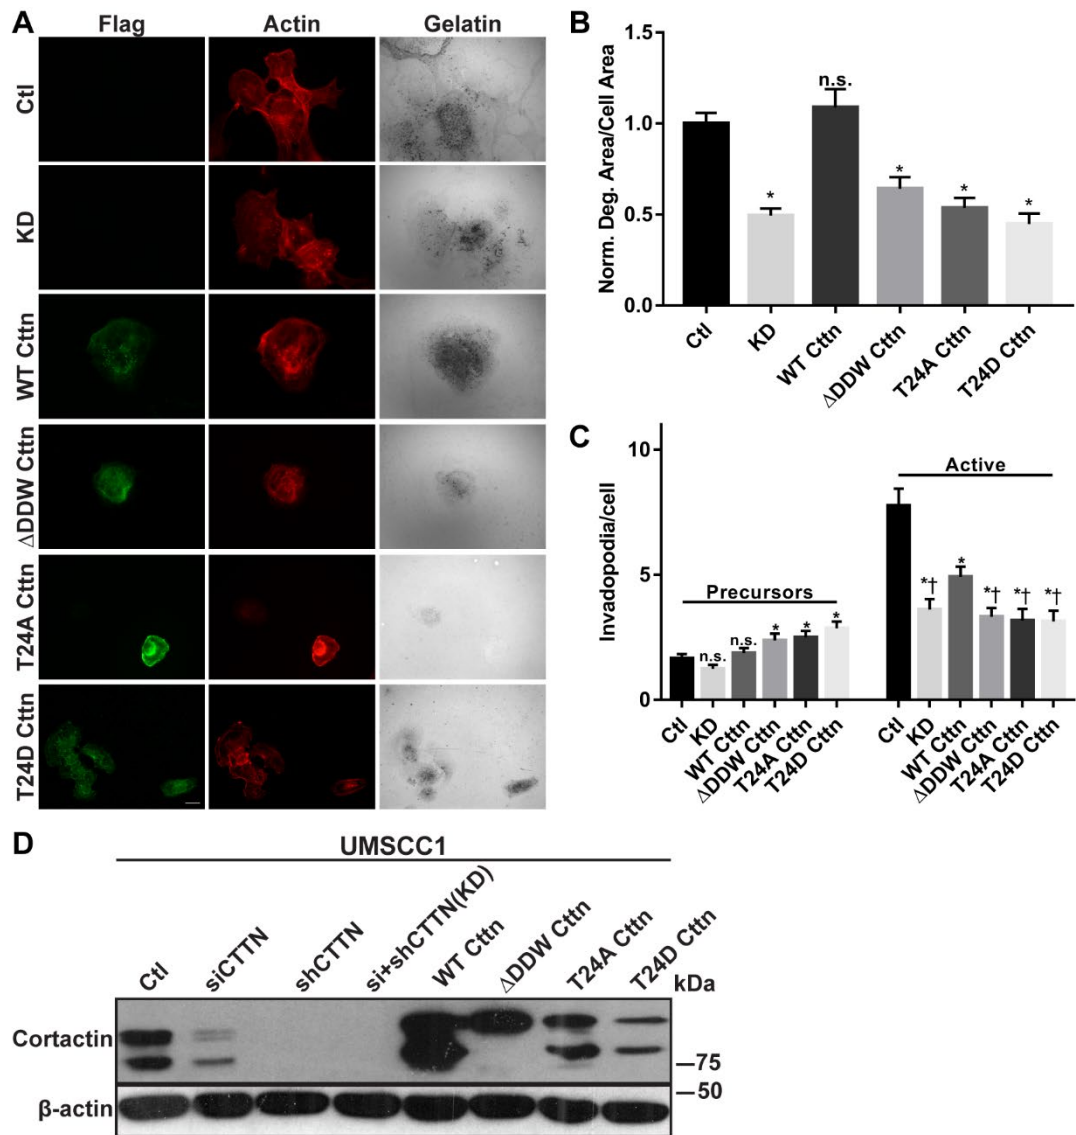 A
Flag Actin Gelatin
Ctl
KD
WT Cttn
ΔDDW Cttn
T24A Cttn
T24D Cttn
B
Norm. Deg. Area/Cell Area
1.5
1.0
0.5
0.0
* n.s. * * *
Ctl KD WT Cttn ΔDDW Cttn T24A Cttn T24D Cttn
C
Invadopodia/cell
10
5
0
Precursors
n.s. n.s. * * *
Active
*† * *† *† *†
Ctl KD WT Cttn ΔDDW Cttn T24A Cttn T24D Cttn
Ctl KD WT Cttn ΔDDW Cttn T24A Cttn T24D Cttn
D
UMSCC1
Ctl siCTTN shCTTN si+shCTTN(KD) WT Cttn ΔDDW Cttn T24A Cttn T24D Cttn
kDa
Cortactin
75
50
β-actin